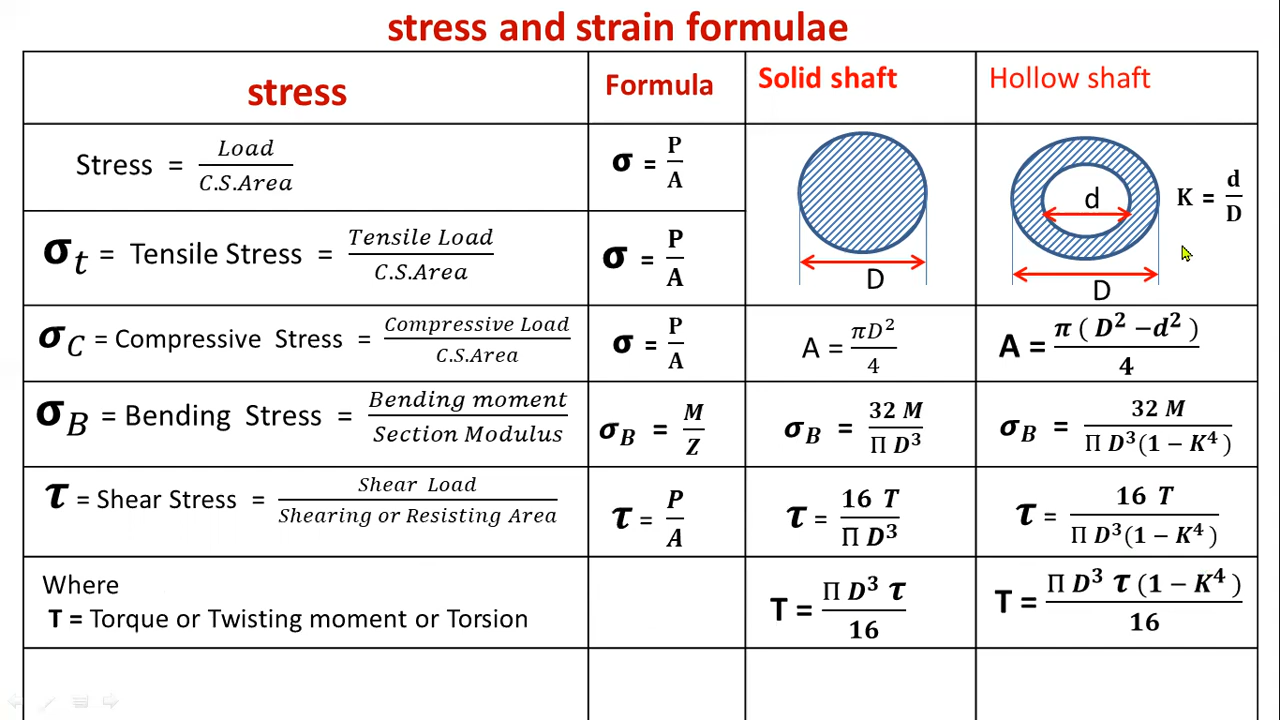 stress and strain formulae
stress Formula Solid shaft Hollow shaft
Stress = Load / C.S.Area σ = P / A
d K = d / D
σt = Tensile Stress = Tensile Load / C.S.Area σ = P / A
D D
σC = Compressive Stress = Compressive Load / C.S.Area σ = P / A A = πD² / 4 A = π ( D² −d² ) / 4
σB = Bending Stress = Bending moment / Section Modulus σB = M / Z σB = 32 M / Π D³ σB = 32 M / Π D³(1 − K⁴)
τ = Shear Stress = Shear Load / Shearing or Resisting Area τ = P / A τ = 16 T / Π D³ τ = 16 T / Π D³(1 − K⁴)
Where
T = Torque or Twisting moment or Torsion T = Π D³ τ / 16 T = Π D³ τ (1 − K⁴) / 16